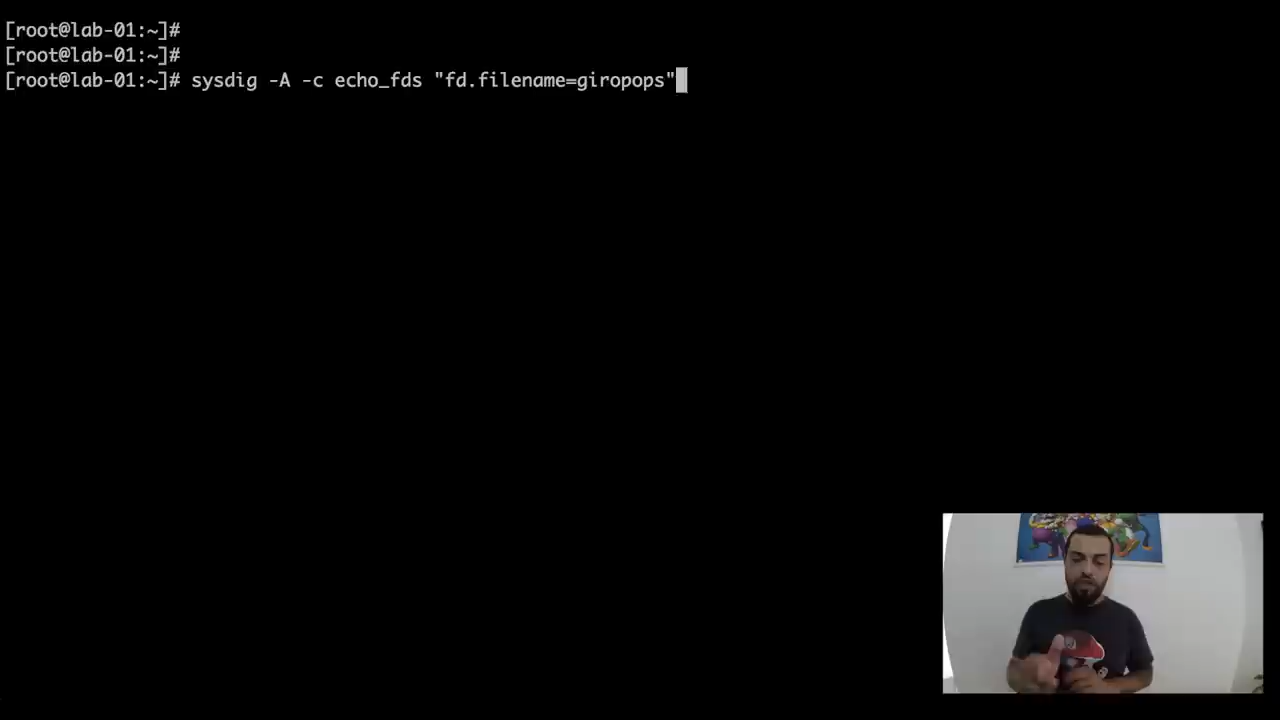 [root@lab-01:~]#
[root@lab-01:~]#
[root@lab-01:~]# sysdig -A -c echo_fds "fd.filename=giropops"